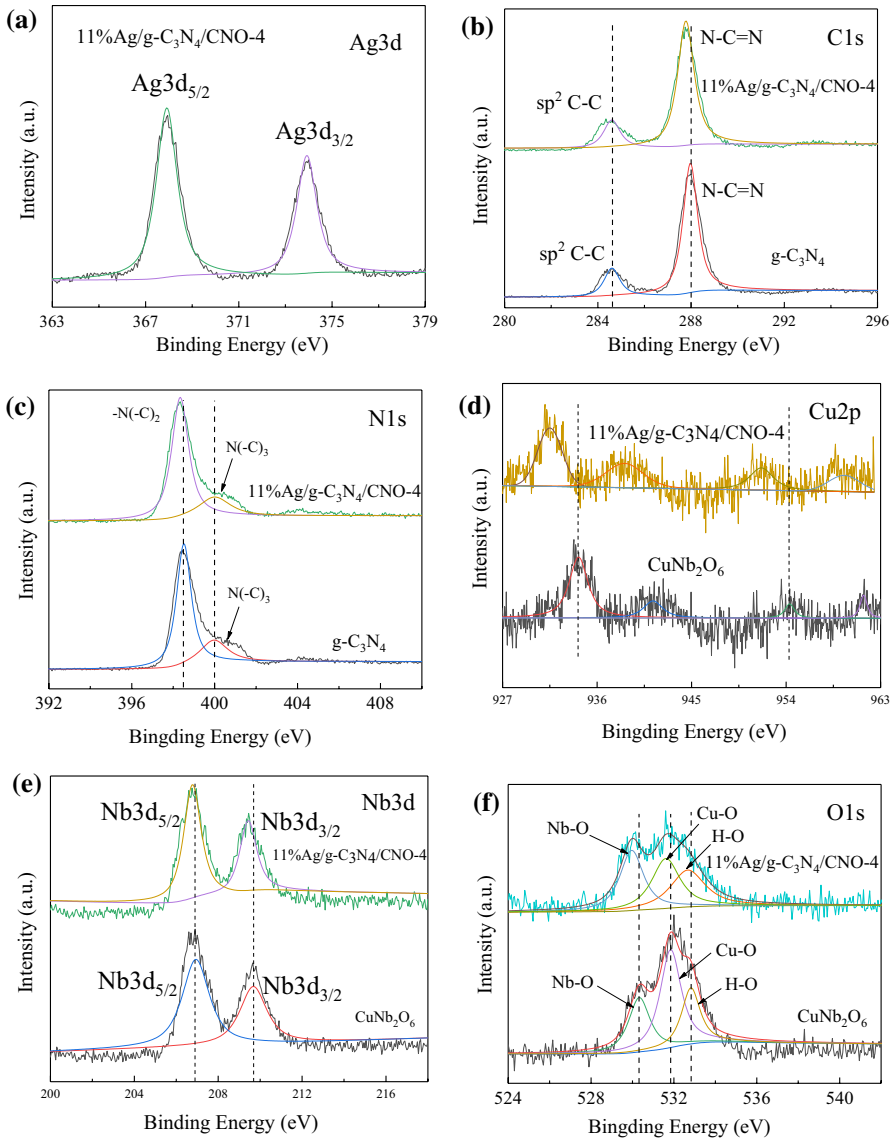 (a)
11%Ag/g-C₃N₄/CNO-4
Ag3d
Ag3d₅/₂
Ag3d₃/₂
Intensity (a.u.)
363 367 371 375 379
Binding Energy (eV)
(b)
N-C=N
C1s
11%Ag/g-C₃N₄/CNO-4
sp² C-C
N-C=N
sp² C-C
g-C₃N₄
Intensity (a.u.)
280 284 288 292 296
Binding Energy (eV)
(c)
-N(-C)₂
N1s
N(-C)₃
11%Ag/g-C₃N₄/CNO-4
N(-C)₃
g-C₃N₄
Intensity (a.u.)
392 396 400 404 408
Bingding Energy (eV)
(d)
Cu2p
11%Ag/g-C3N4/CNO-4
CuNb₂O₆
Intensity (a.u.)
927 936 945 954 963
Bingding Energy (eV)
(e)
Nb3d
Nb3d₅/₂
Nb3d₃/₂
11%Ag/g-C3N4/CNO-4
Nb3d₅/₂
Nb3d₃/₂
CuNb₂O₆
Intensity (a.u.)
200 204 208 212 216
Binding Energy (eV)
(f)
O1s
Cu-O
Nb-O
H-O
11%Ag/g-C₃N₄/CNO-4
Cu-O
Nb-O
H-O
CuNb₂O₆
Intensity (a.u.)
524 528 532 536 540
Bingding Energy (eV)